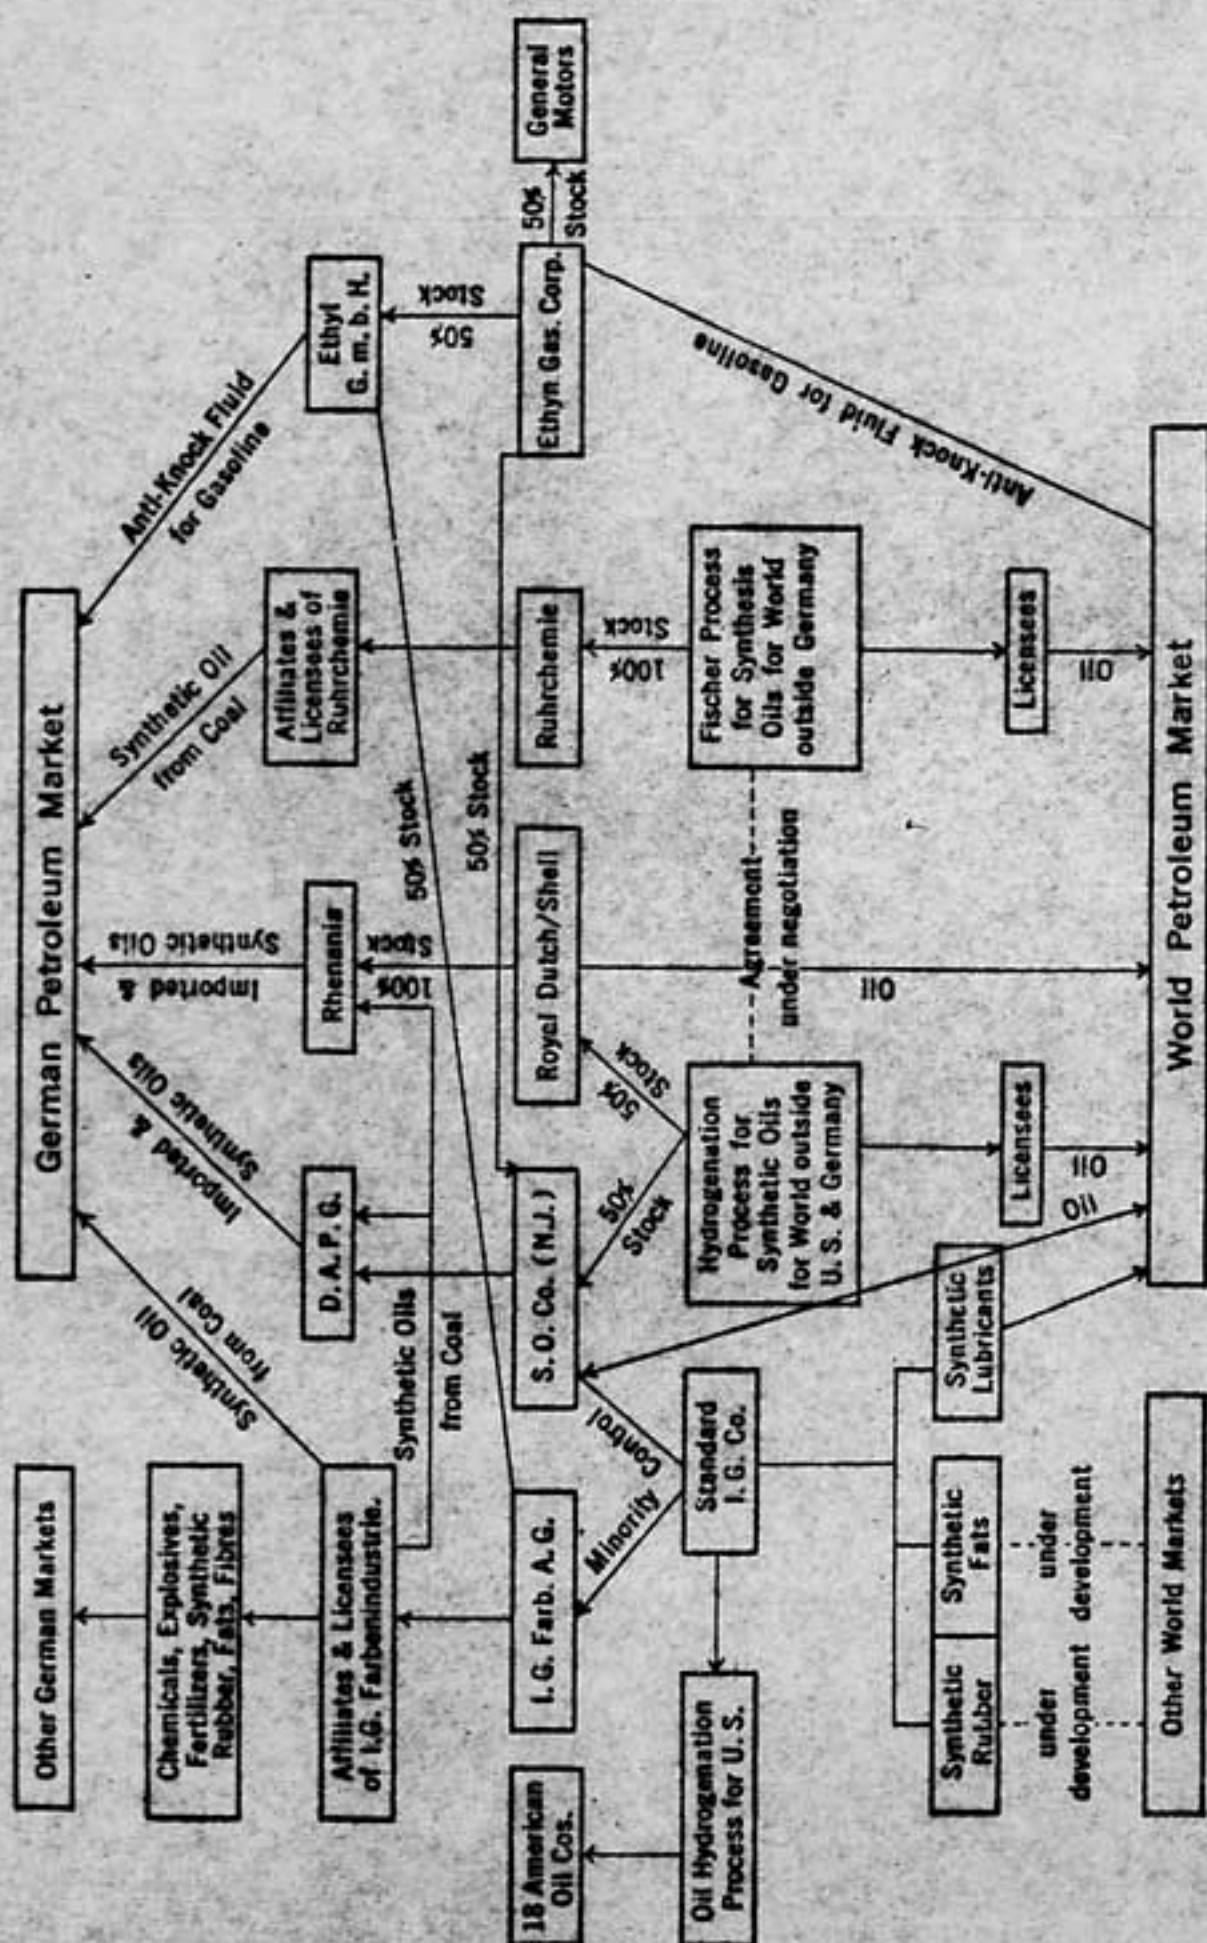 Other German Markets
German Petroleum Market
Chemicals, Explosives,
Fertilizers, Synthetic
Rubber, Fats, Fibres
Synthetic Oil
from Coal
Imported &
Synthetic Oils
Imported &
Synthetic Oils
Synthetic Oil
from Coal
Anti-Knock Fluid
for Gasoline
Affiliates & Licenses
of I.G. Farbenindustrie.
D. A. P. G.
Rhenania
Affiliates &
Licenses of
Ruhrchemie
Ethyl
G. m. b. H.
Synthetic Oils
from Coal
100%
Stock
50% Stock
50%
Stock
50% Stock
18 American
Oil Cos.
I. G. Farb. A. G.
S. O. Co. (N.J.)
Royal Dutch/Shell
Ruhrchemie
Ethyn Gas. Corp.
50%
Stock
General
Motors
Minority Control
50%
Stock
50%
Stock
100%
Stock
Oil Hydrogenation
Process for U. S.
Standard
I. G. Co.
Hydrogenation
Process for
Synthetic Oils
for World outside
U. S. & Germany
Agreement
under negotiation
Fischer Process
for Synthesis
Oils for World
outside Germany
Anti-Knock Fluid for Gasoline
Oil
Synthetic
Rubber
Synthetic
Fats
Synthetic
Lubricants
Licensees
Licenses
under
development
under
development
Oil
Oil
Oil
Other World Markets
World Petroleum Market